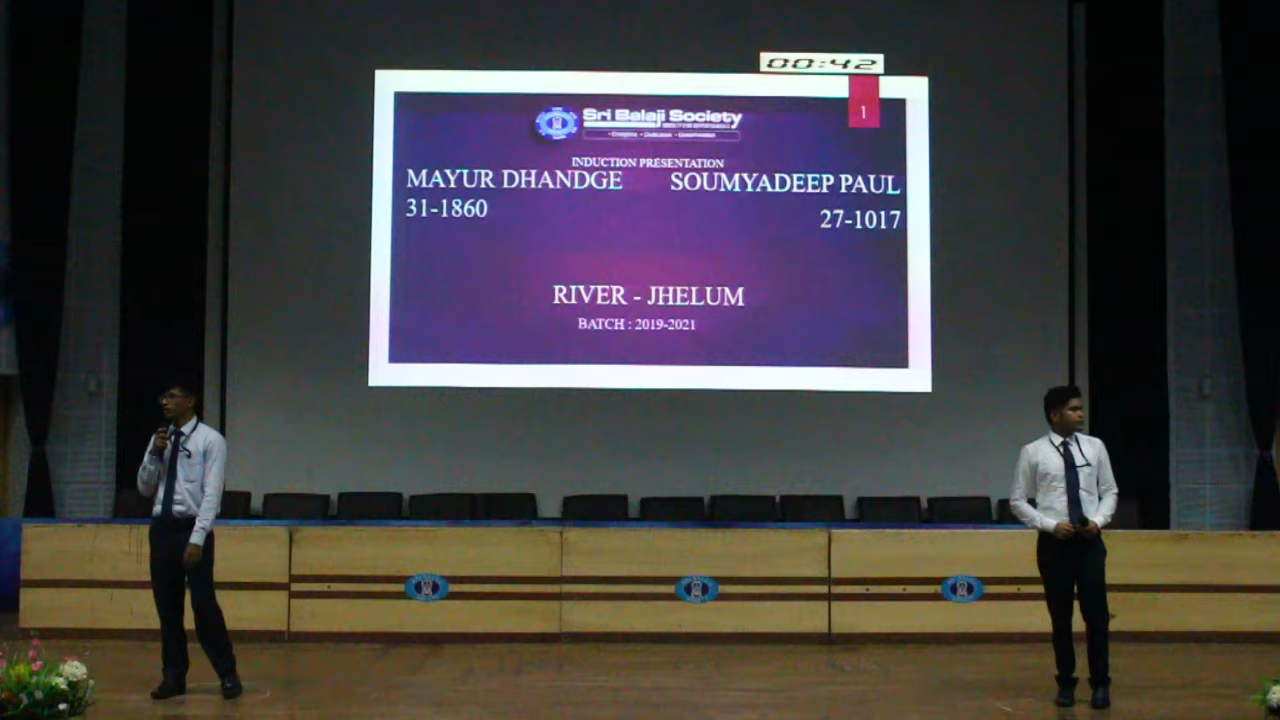 00:42
1
Sri Balaji Society
INDUCTION PRESENTATION
MAYUR DHANDGE SOUMYADEEP PAUL
31-1860 27-1017
RIVER - JHELUM
BATCH : 2019-2021